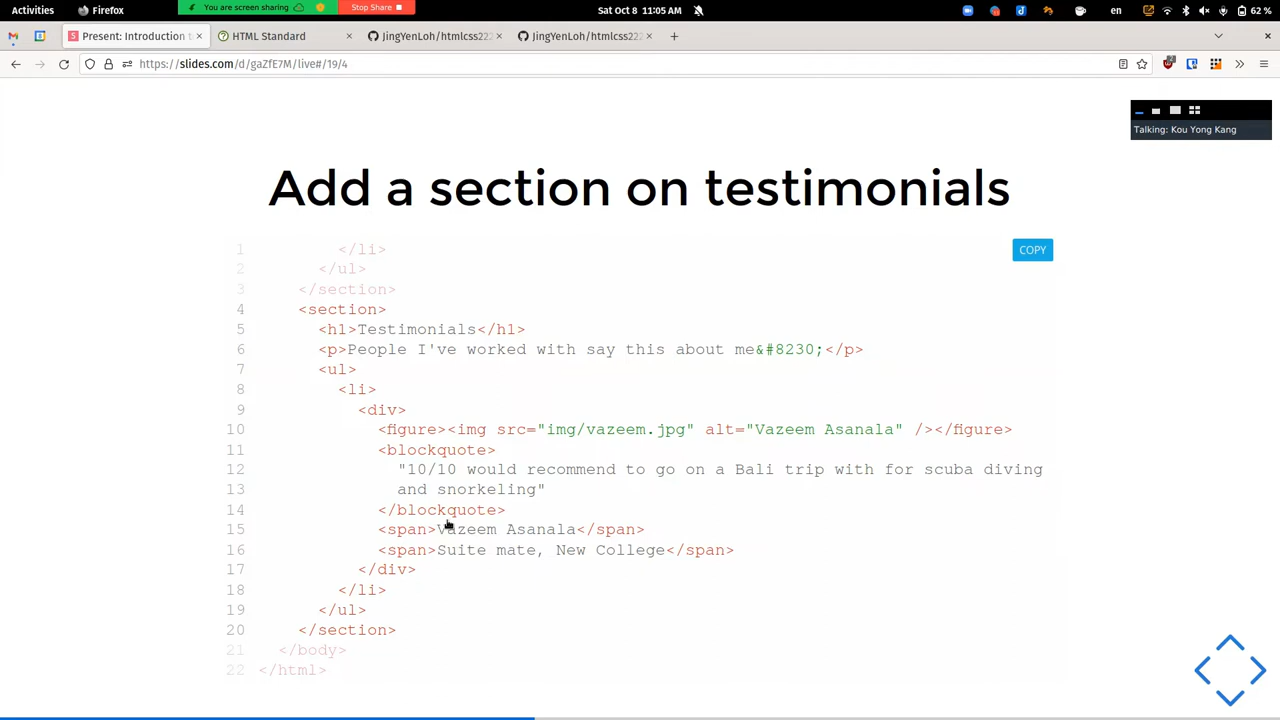 Activities Firefox You are screen sharing Stop Share Sat Oct 8 11:05 AM en 62 %
Present: Introduction t HTML Standard JingYenLoh/htmlcss222 JingYenLoh/htmlcss222
https://slides.com/d/gaZfE7M/live#/19/4
Talking: Kou Yong Kang
Add a section on testimonials
COPY
1 </li>
2 </ul>
3 </section>
4 <section>
5 <h1>Testimonials</h1>
6 <p>People I've worked with say this about me&#8230;</p>
7 <ul>
8 <li>
9 <div>
10 <figure><img src="img/vazeem.jpg" alt="Vazeem Asanala" /></figure>
11 <blockquote>
12 "10/10 would recommend to go on a Bali trip with for scuba diving
13 and snorkeling"
14 </blockquote>
15 <span>Vazeem Asanala</span>
16 <span>Suite mate, New College</span>
17 </div>
18 </li>
19 </ul>
20 </section>
21 </body>
22 </html>